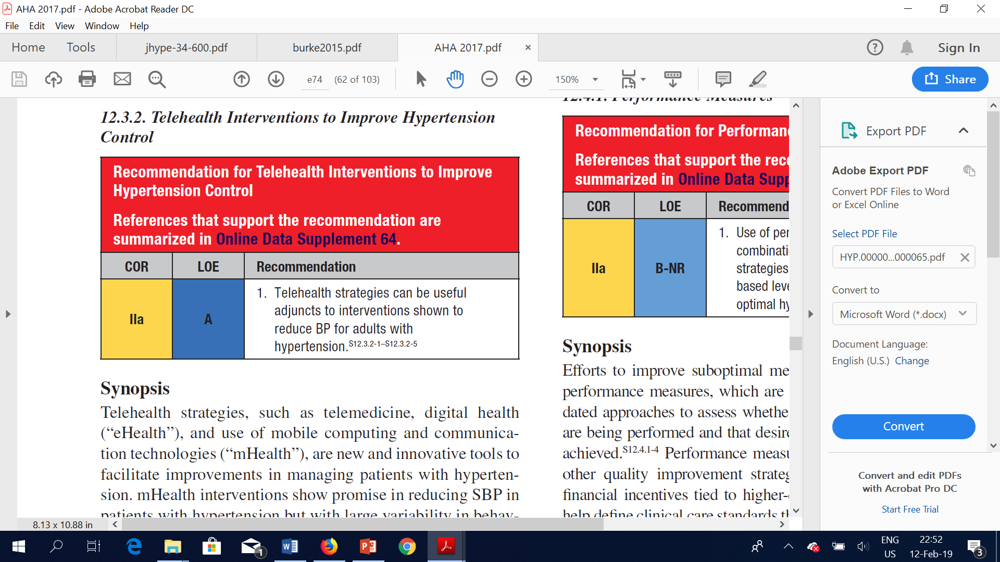 AHA 2017.pdf - Adobe Acrobat Reader DC
File Edit View Window Help
Home Tools jhype-34-600.pdf burke2015.pdf AHA 2017.pdf × Sign In
e74 (62 of 103) 150% Share
12.3.2. Telehealth Interventions to Improve Hypertension
Control
Recommendation for Telehealth Interventions to Improve
Hypertension Control
References that support the recommendation are
summarized in Online Data Supplement 64.
COR LOE Recommendation
IIa A
1. Telehealth strategies can be useful
adjuncts to interventions shown to
reduce BP for adults with
hypertension.S12.3.2-1–S12.3.2-5
Synopsis
Telehealth strategies, such as telemedicine, digital health
(“eHealth”), and use of mobile computing and communica-
tion technologies (“mHealth”), are new and innovative tools to
facilitate improvements in managing patients with hyperten-
sion. mHealth interventions show promise in reducing SBP in
patients with hypertension but with large variability in behav-
12.4.1. Performance Measures
Recommendation for Performanc
References that support the reco
summarized in Online Data Supp
COR LOE Recommend
IIa B-NR
1. Use of per
combinati
strategies
based leve
optimal hy
Synopsis
Efforts to improve suboptimal me
performance measures, which are
dated approaches to assess whethe
are being performed and that desire
achieved.S12.4.1-4 Performance measu
other quality improvement strateg
financial incentives tied to higher-
help define clinical care standards th
8.13 x 10.88 in
Export PDF
Adobe Export PDF
Convert PDF Files to Word
or Excel Online
Select PDF File
HYP.00000...000065.pdf
Convert to
Microsoft Word (*.docx)
Document Language:
English (U.S.) Change
Convert
Convert and edit PDFs
with Acrobat Pro DC
Start Free Trial
1
ENG
US
22:52
12-Feb-19
3